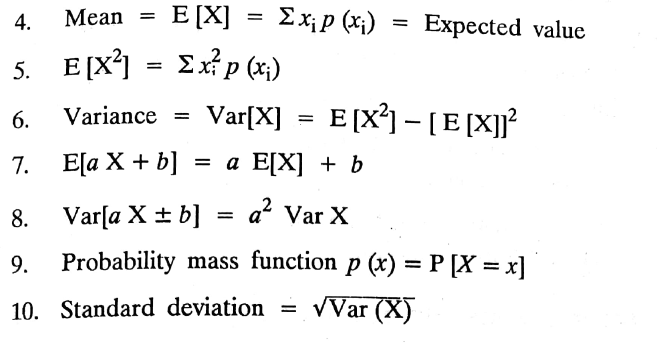 4. Mean = E [X] = Σ xᵢ p (xᵢ) = Expected value
5. E [X²] = Σ xᵢ² p (xᵢ)
6. Variance = Var[X] = E [X²] – [ E [X]]²
7. E[a X + b] = a E[X] + b
8. Var[a X ± b] = a² Var X
9. Probability mass function p (x) = P [X = x]
10. Standard deviation = √Var (X)